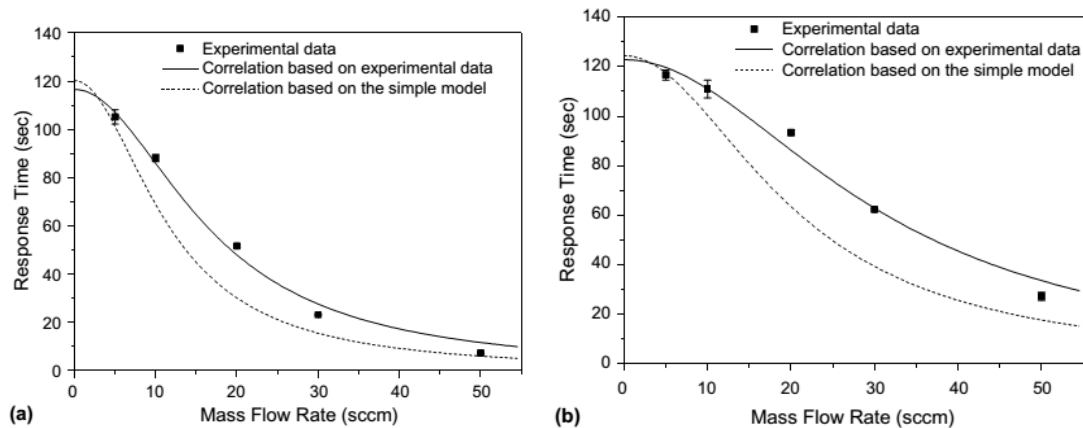 140
120
100
80
60
40
20
0
Response Time (sec)
Experimental data
Correlation based on experimental data
Correlation based on the simple model
0 10 20 30 40 50
Mass Flow Rate (sccm)
(a)
140
120
100
80
60
40
20
0
Response Time (sec)
Experimental data
Correlation based on experimental data
Correlation based on the simple model
0 10 20 30 40 50
Mass Flow Rate (sccm)
(b)